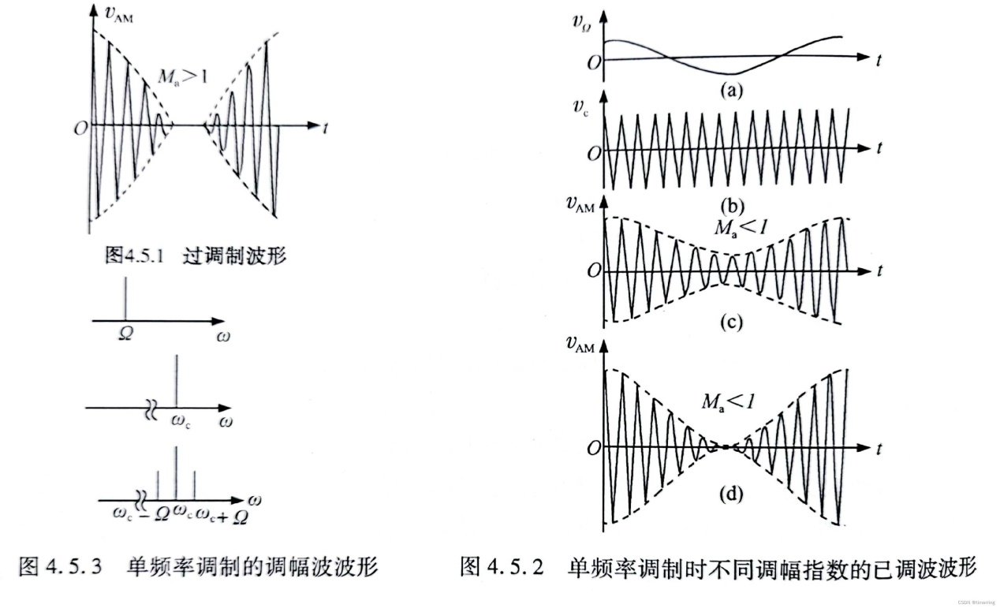 v_AM
M_a>1
O
t
图4.5.1 过调制波形
Ω
ω
ω_c
ω
ω
ω_c-Ω ω_c ω_c+Ω
图 4.5.3 单频率调制的调幅波波形
v_Ω
O
t
(a)
v_c
O
t
(b)
v_AM
M_a<1
O
t
(c)
v_AM
M_a<1
O
t
(d)
图 4.5.2 单频率调制时不同调幅指数的已调波波形
CSDN @timerring